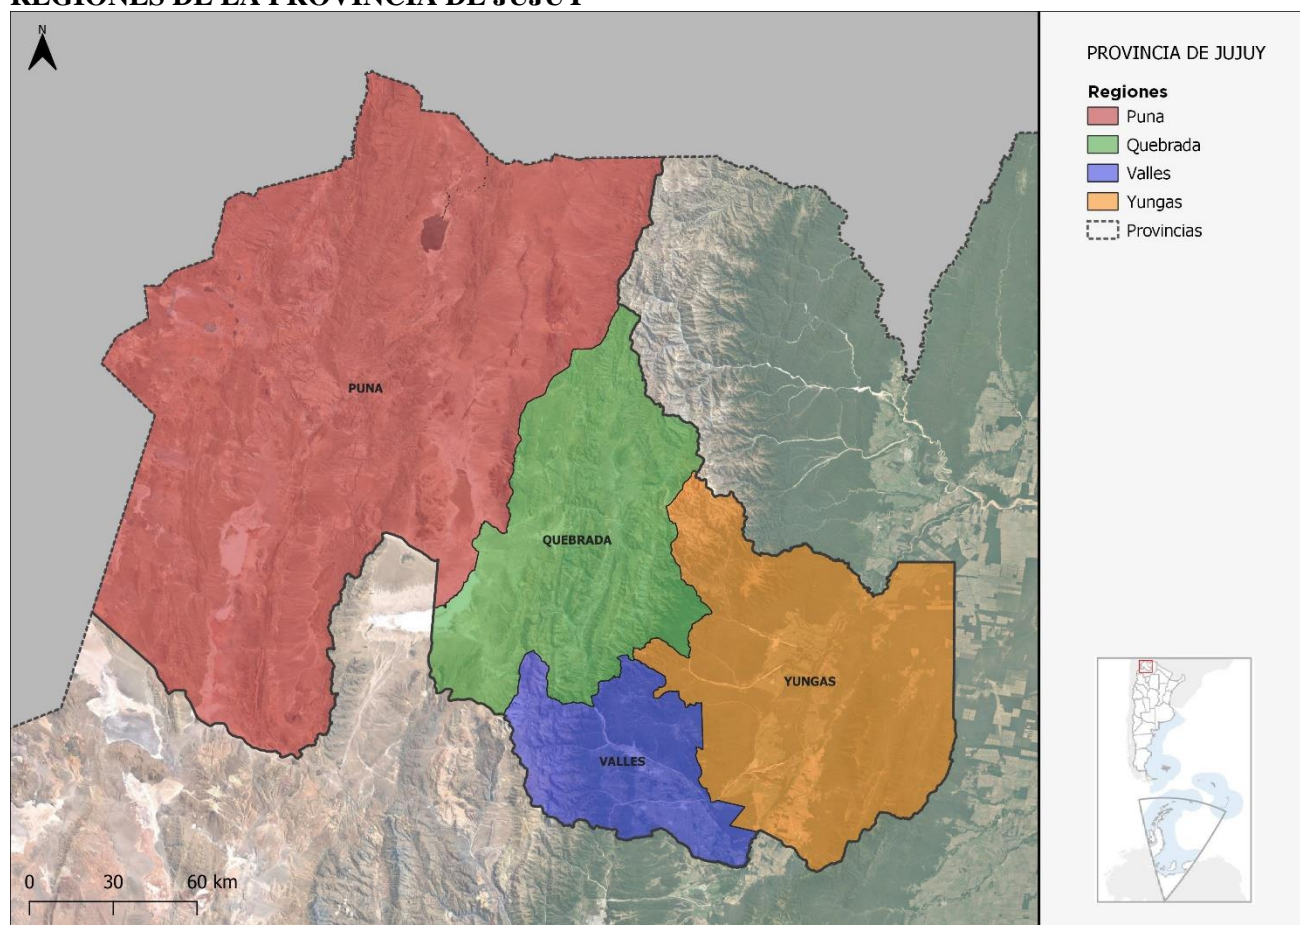 REGIONES DE LA PROVINCIA DE JUJUY
N
PROVINCIA DE JUJUY
Regiones
Puna
Quebrada
Valles
Yungas
Provincias
PUNA
QUEBRADA
YUNGAS
VALLES
0 30 60 km